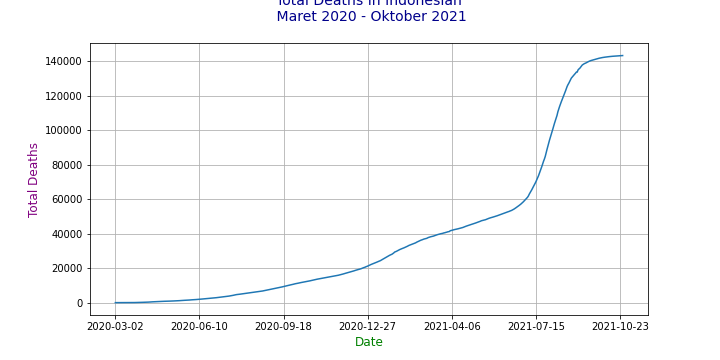 Total Deaths in Indonesian
Maret 2020 - Oktober 2021
140000
120000
100000
80000
60000
40000
20000
0
Total Deaths
2020-03-02 2020-06-10 2020-09-18 2020-12-27 2021-04-06 2021-07-15 2021-10-23
Date